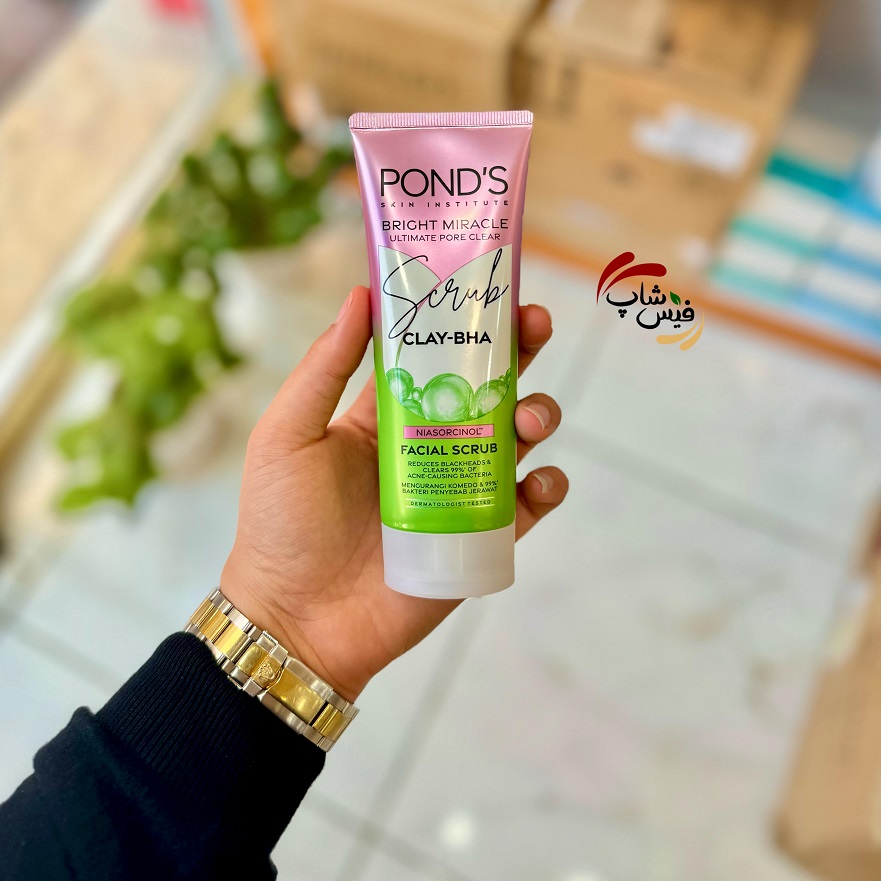 POND'S
SKIN INSTITUTE
BRIGHT MIRACLE
ULTIMATE PORE CLEAR
Scrub
CLAY-BHA
NIASORCINOL™
FACIAL SCRUB
REDUCES BLACKHEADS &
CLEARS 99%* OF
ACNE-CAUSING BACTERIA
MENGURANGI KOMEDO & 99%*
BAKTERI PENYEBAB JERAWAT
DERMATOLOGIST TESTED
فیس شاپ